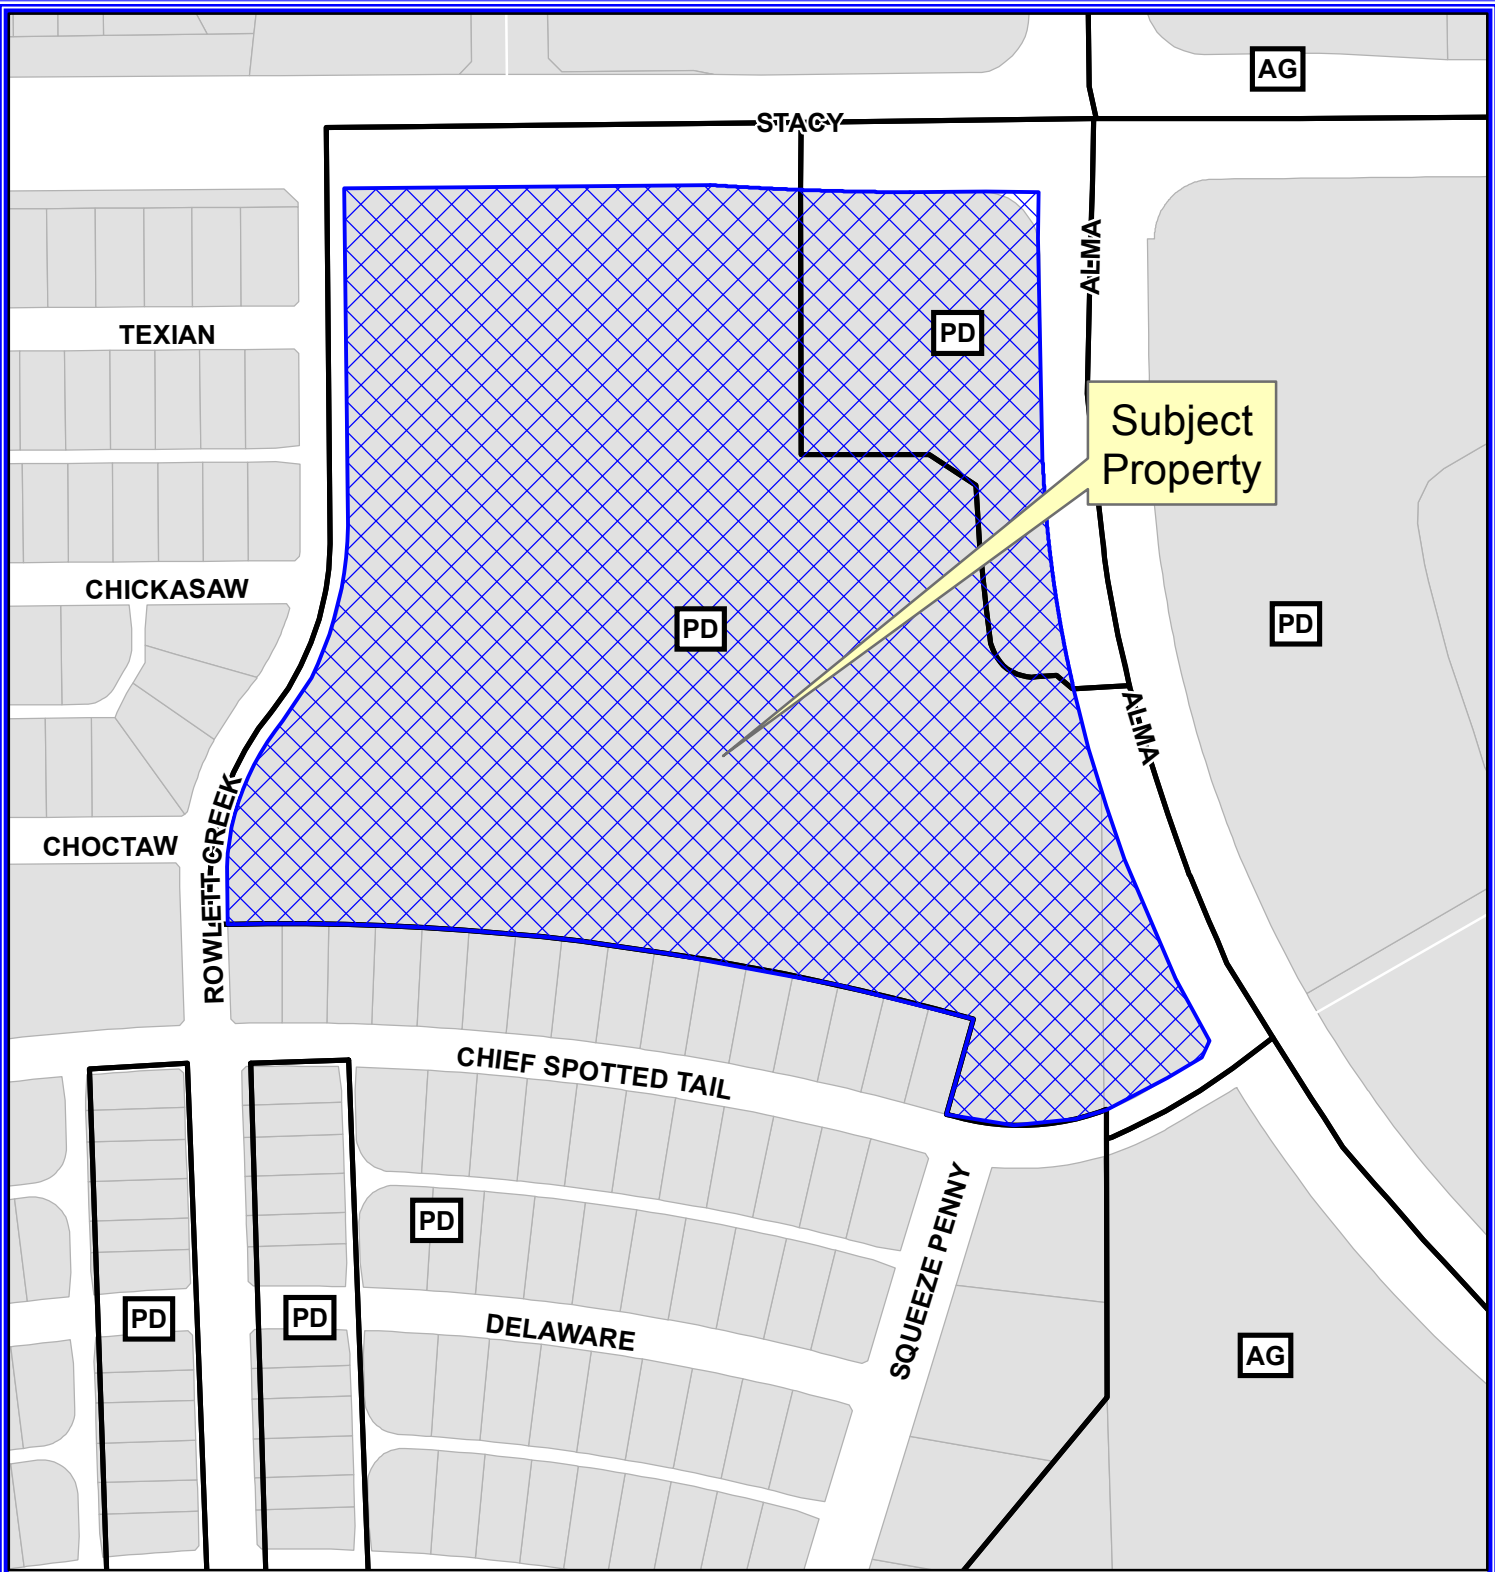 AG
STACY
ALMA
TEXIAN
PD
Subject
Property
CHICKASAW
PD
PD
ALMA
CHOCTAW
ROWLETT CREEK
CHIEF SPOTTED TAIL
PD
SQUEEZE PENNY
PD
PD
DELAWARE
AG